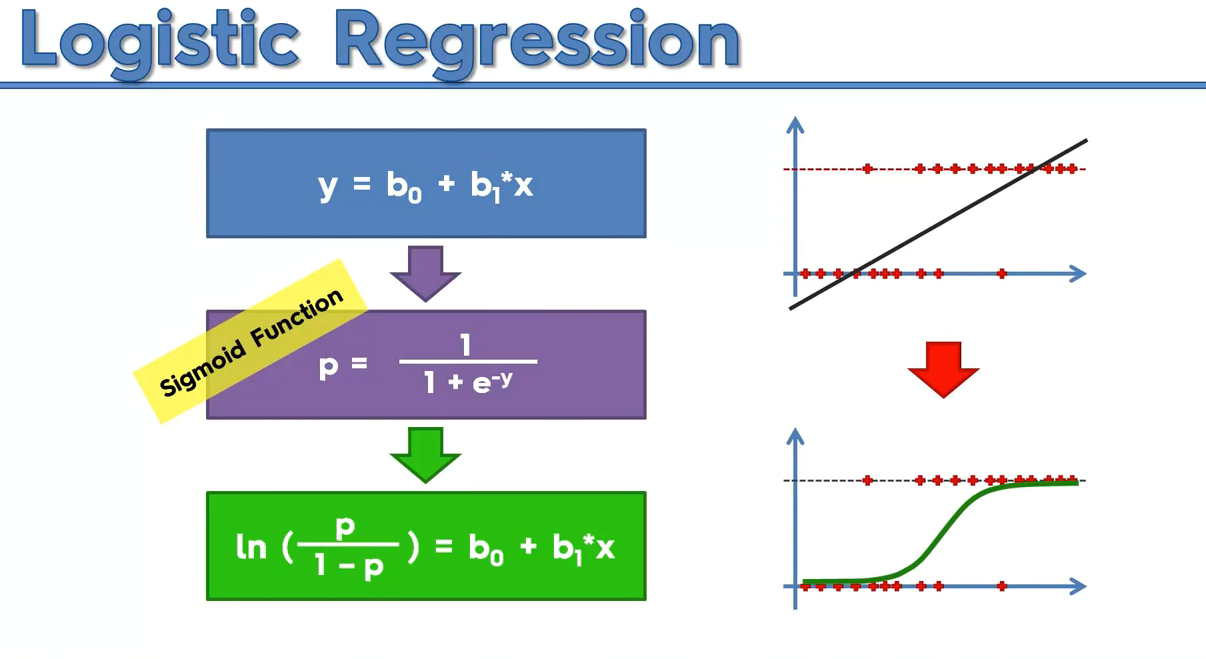 Logistic Regression
y = b₀ + b₁*x
Sigmoid Function
p = 1 / 1 + e⁻ʸ
ln ( p / 1 − p ) = b₀ + b₁*x